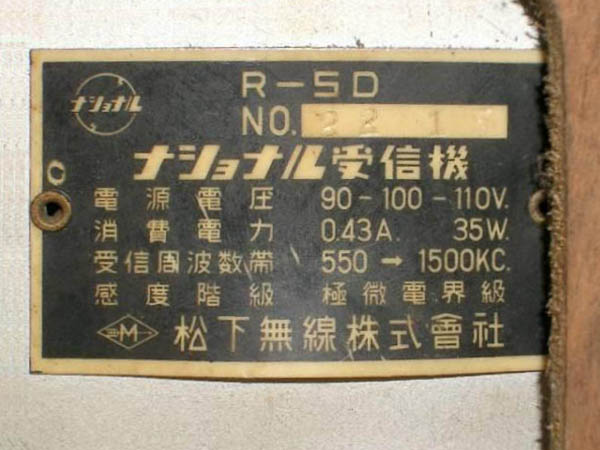 R-5D
ナショナル
NO. 22 1
ナショナル受信機
電源電圧 90-100-110V.
消費電力 0.43A. 35W.
受信周波数帯 550→1500KC.
感度階級 極微電界級
M 松下無線株式會社